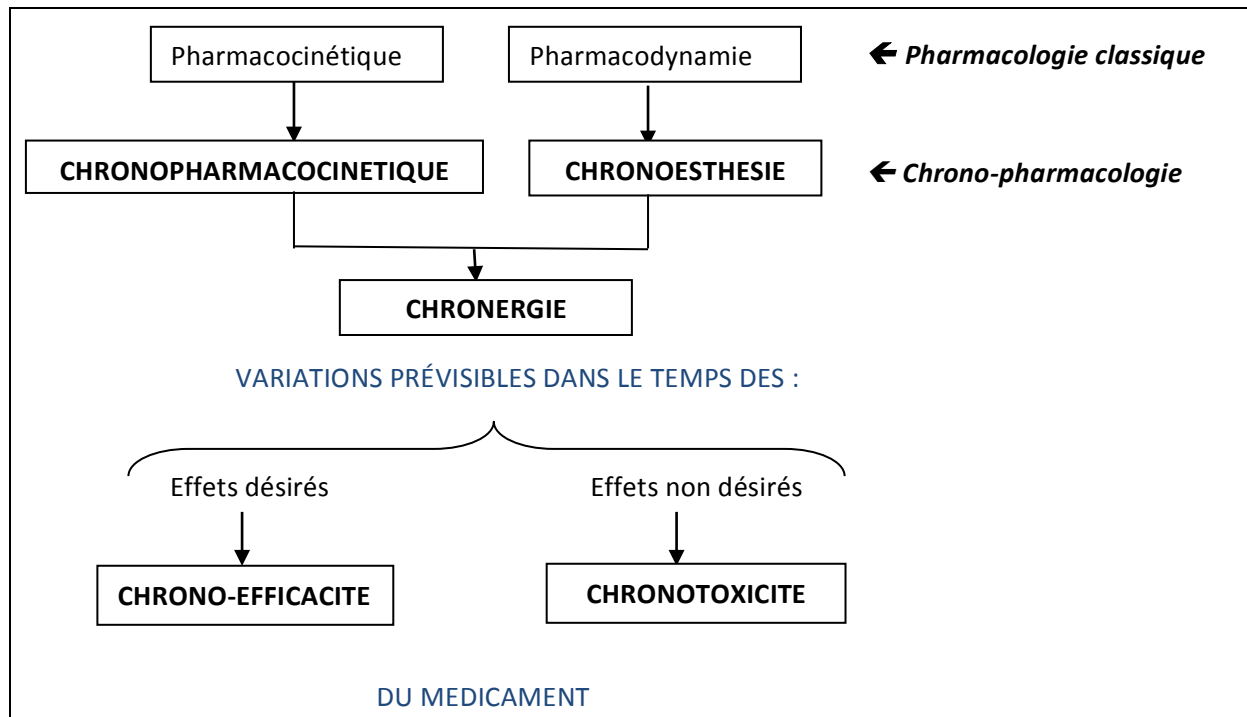 Pharmacocinétique Pharmacodynamie 🡸 Pharmacologie classique
CHRONOPHARMACOCINETIQUE CHRONOESTHESIE 🡸 Chrono-pharmacologie
CHRONERGIE
VARIATIONS PRÉVISIBLES DANS LE TEMPS DES :
Effets désirés Effets non désirés
CHRONO-EFFICACITE CHRONOTOXICITE
DU MEDICAMENT